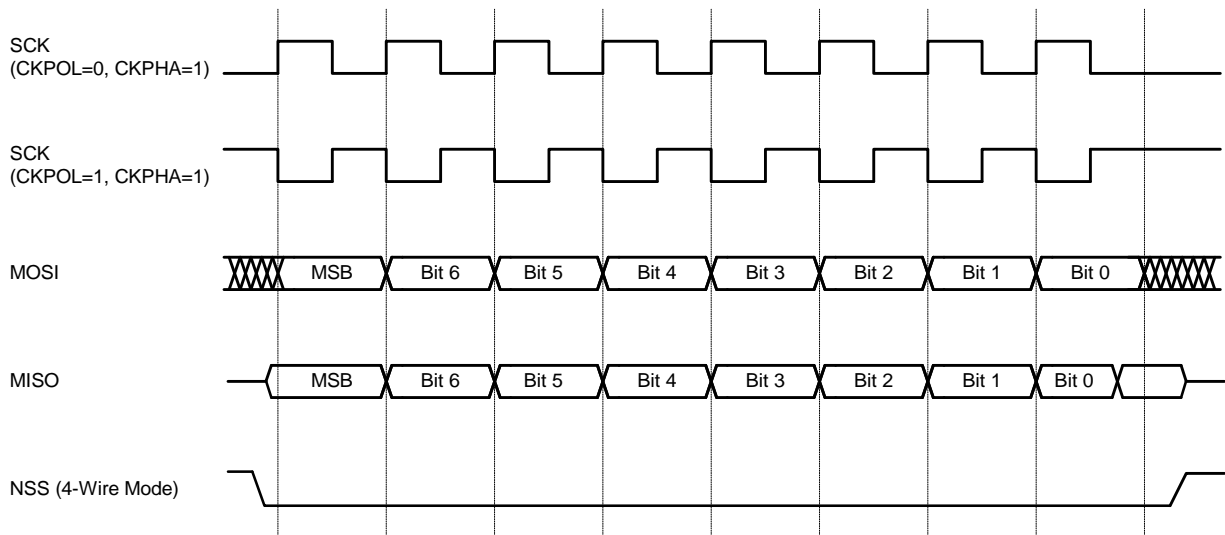 SCK
(CKPOL=0, CKPHA=1)
SCK
(CKPOL=1, CKPHA=1)
MOSI MSB Bit 6 Bit 5 Bit 4 Bit 3 Bit 2 Bit 1 Bit 0
MISO MSB Bit 6 Bit 5 Bit 4 Bit 3 Bit 2 Bit 1 Bit 0
NSS (4-Wire Mode)